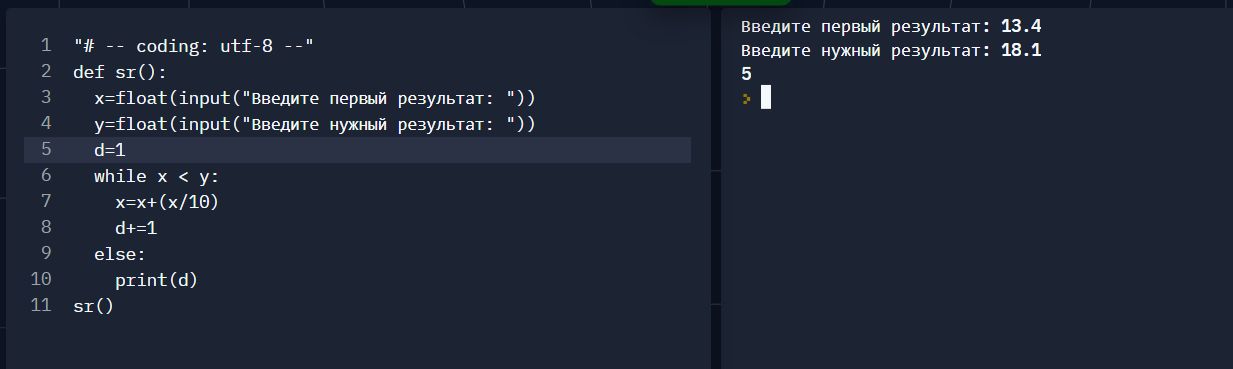 1 "# -- coding: utf-8 --"
2 def sr():
3   x=float(input("Введите первый результат: "))
4   y=float(input("Введите нужный результат: "))
5   d=1
6   while x < y:
7     x=x+(x/10)
8     d+=1
9   else:
10     print(d)
11 sr()
Введите первый результат: 13.4
Введите нужный результат: 18.1
5
>